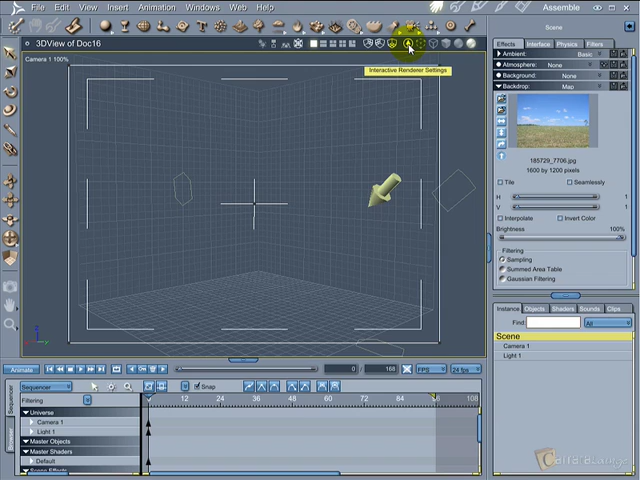 File Edit View Insert Animation Windows Web Help Assemble
3DView of Doc16
Scene
Camera 1 100%
Interactive Renderer Settings
Effects Interface Physics Filters
Ambient: Basic
Atmosphere: None
Background: None
Backdrop: Map
185729_7706.jpg
1600 by 1200 pixels
Tile Seamlessly
H
V
Interpolate Invert Color
Brightness 100%
Filtering
Sampling
Summed Area Table
Gaussian Filtering
Instance Objects Shaders Sounds Clips
Find: All
Scene
Camera 1
Light 1
Animate 0 / 168 FPS 24 fps
Sequencer Snap
Filtering 0 12 24 36 48 60 72 84 96 108
Universe
Camera 1
Light 1
Master Objects
Master Shaders
Default
Scene Effects
Sequencer
Browser